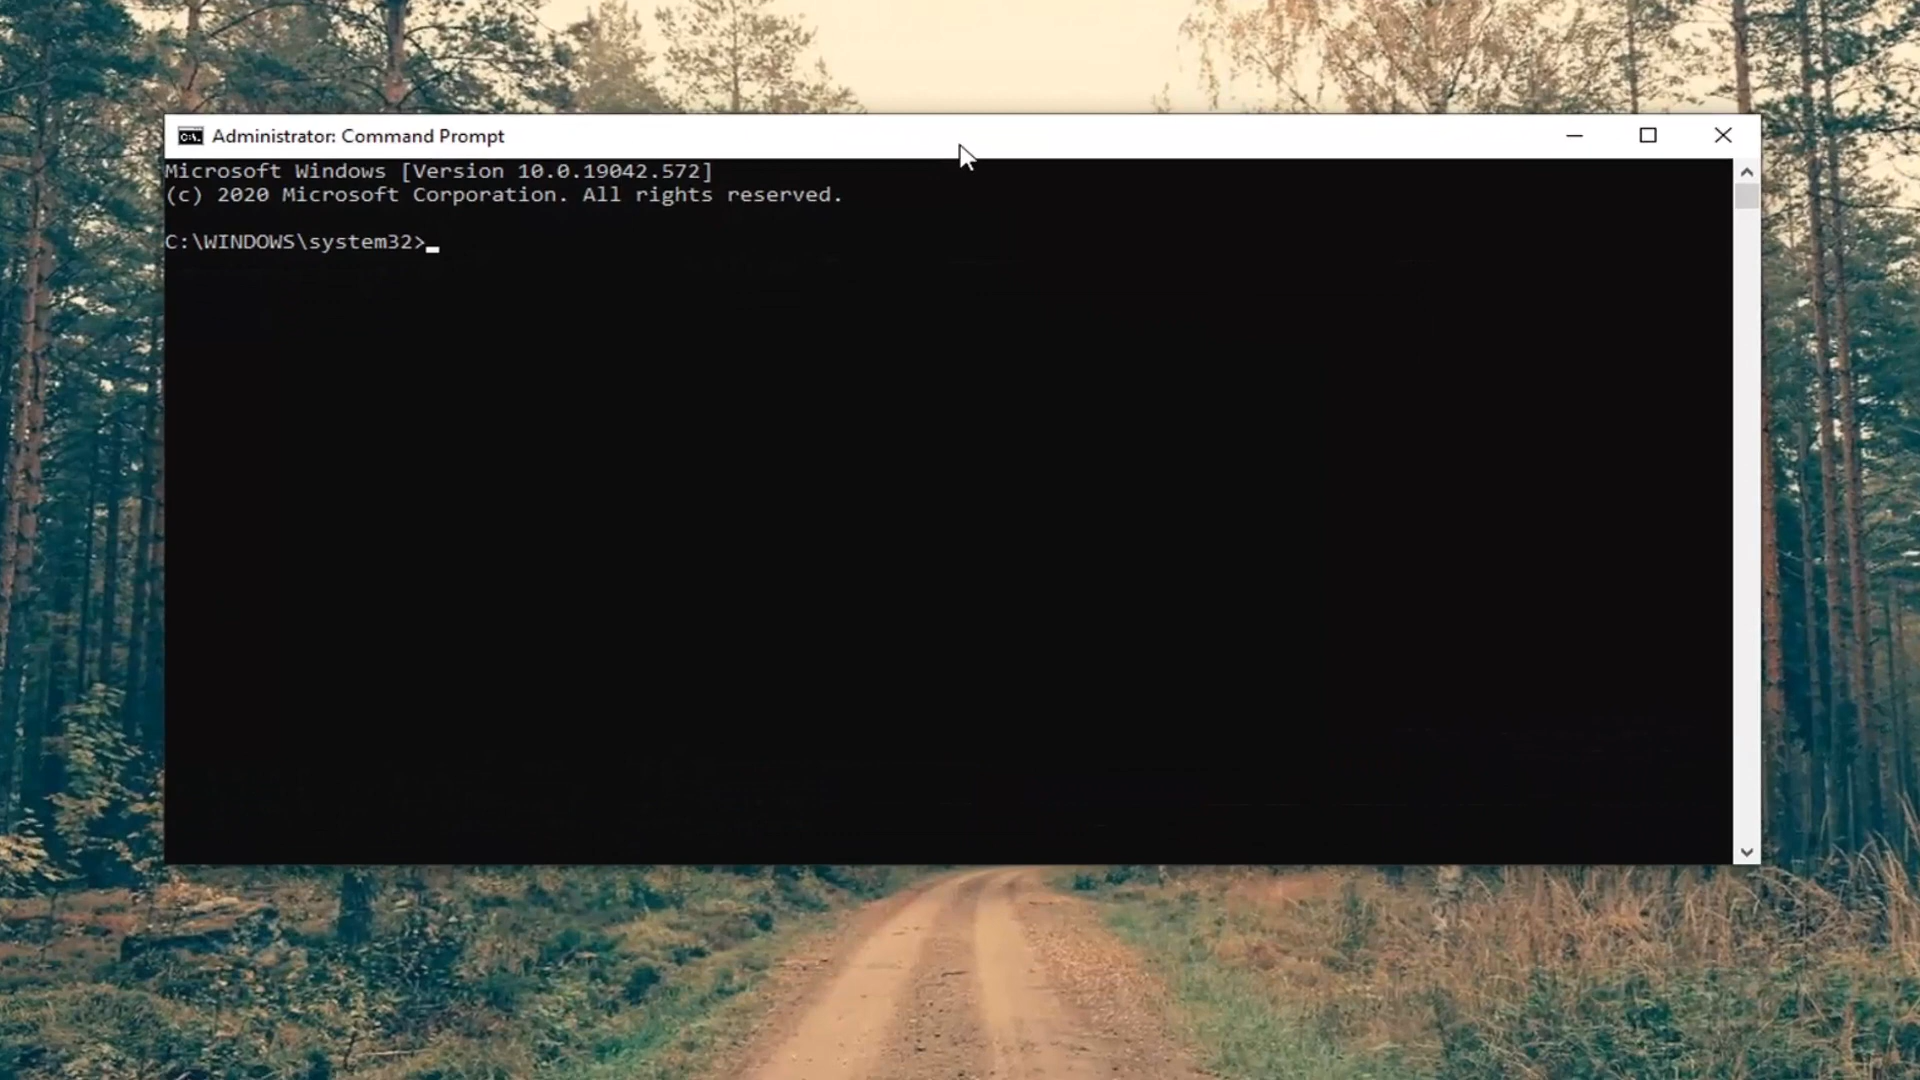 Administrator: Command Prompt
Microsoft Windows [Version 10.0.19042.572]
(c) 2020 Microsoft Corporation. All rights reserved.
C:\WINDOWS\system32>